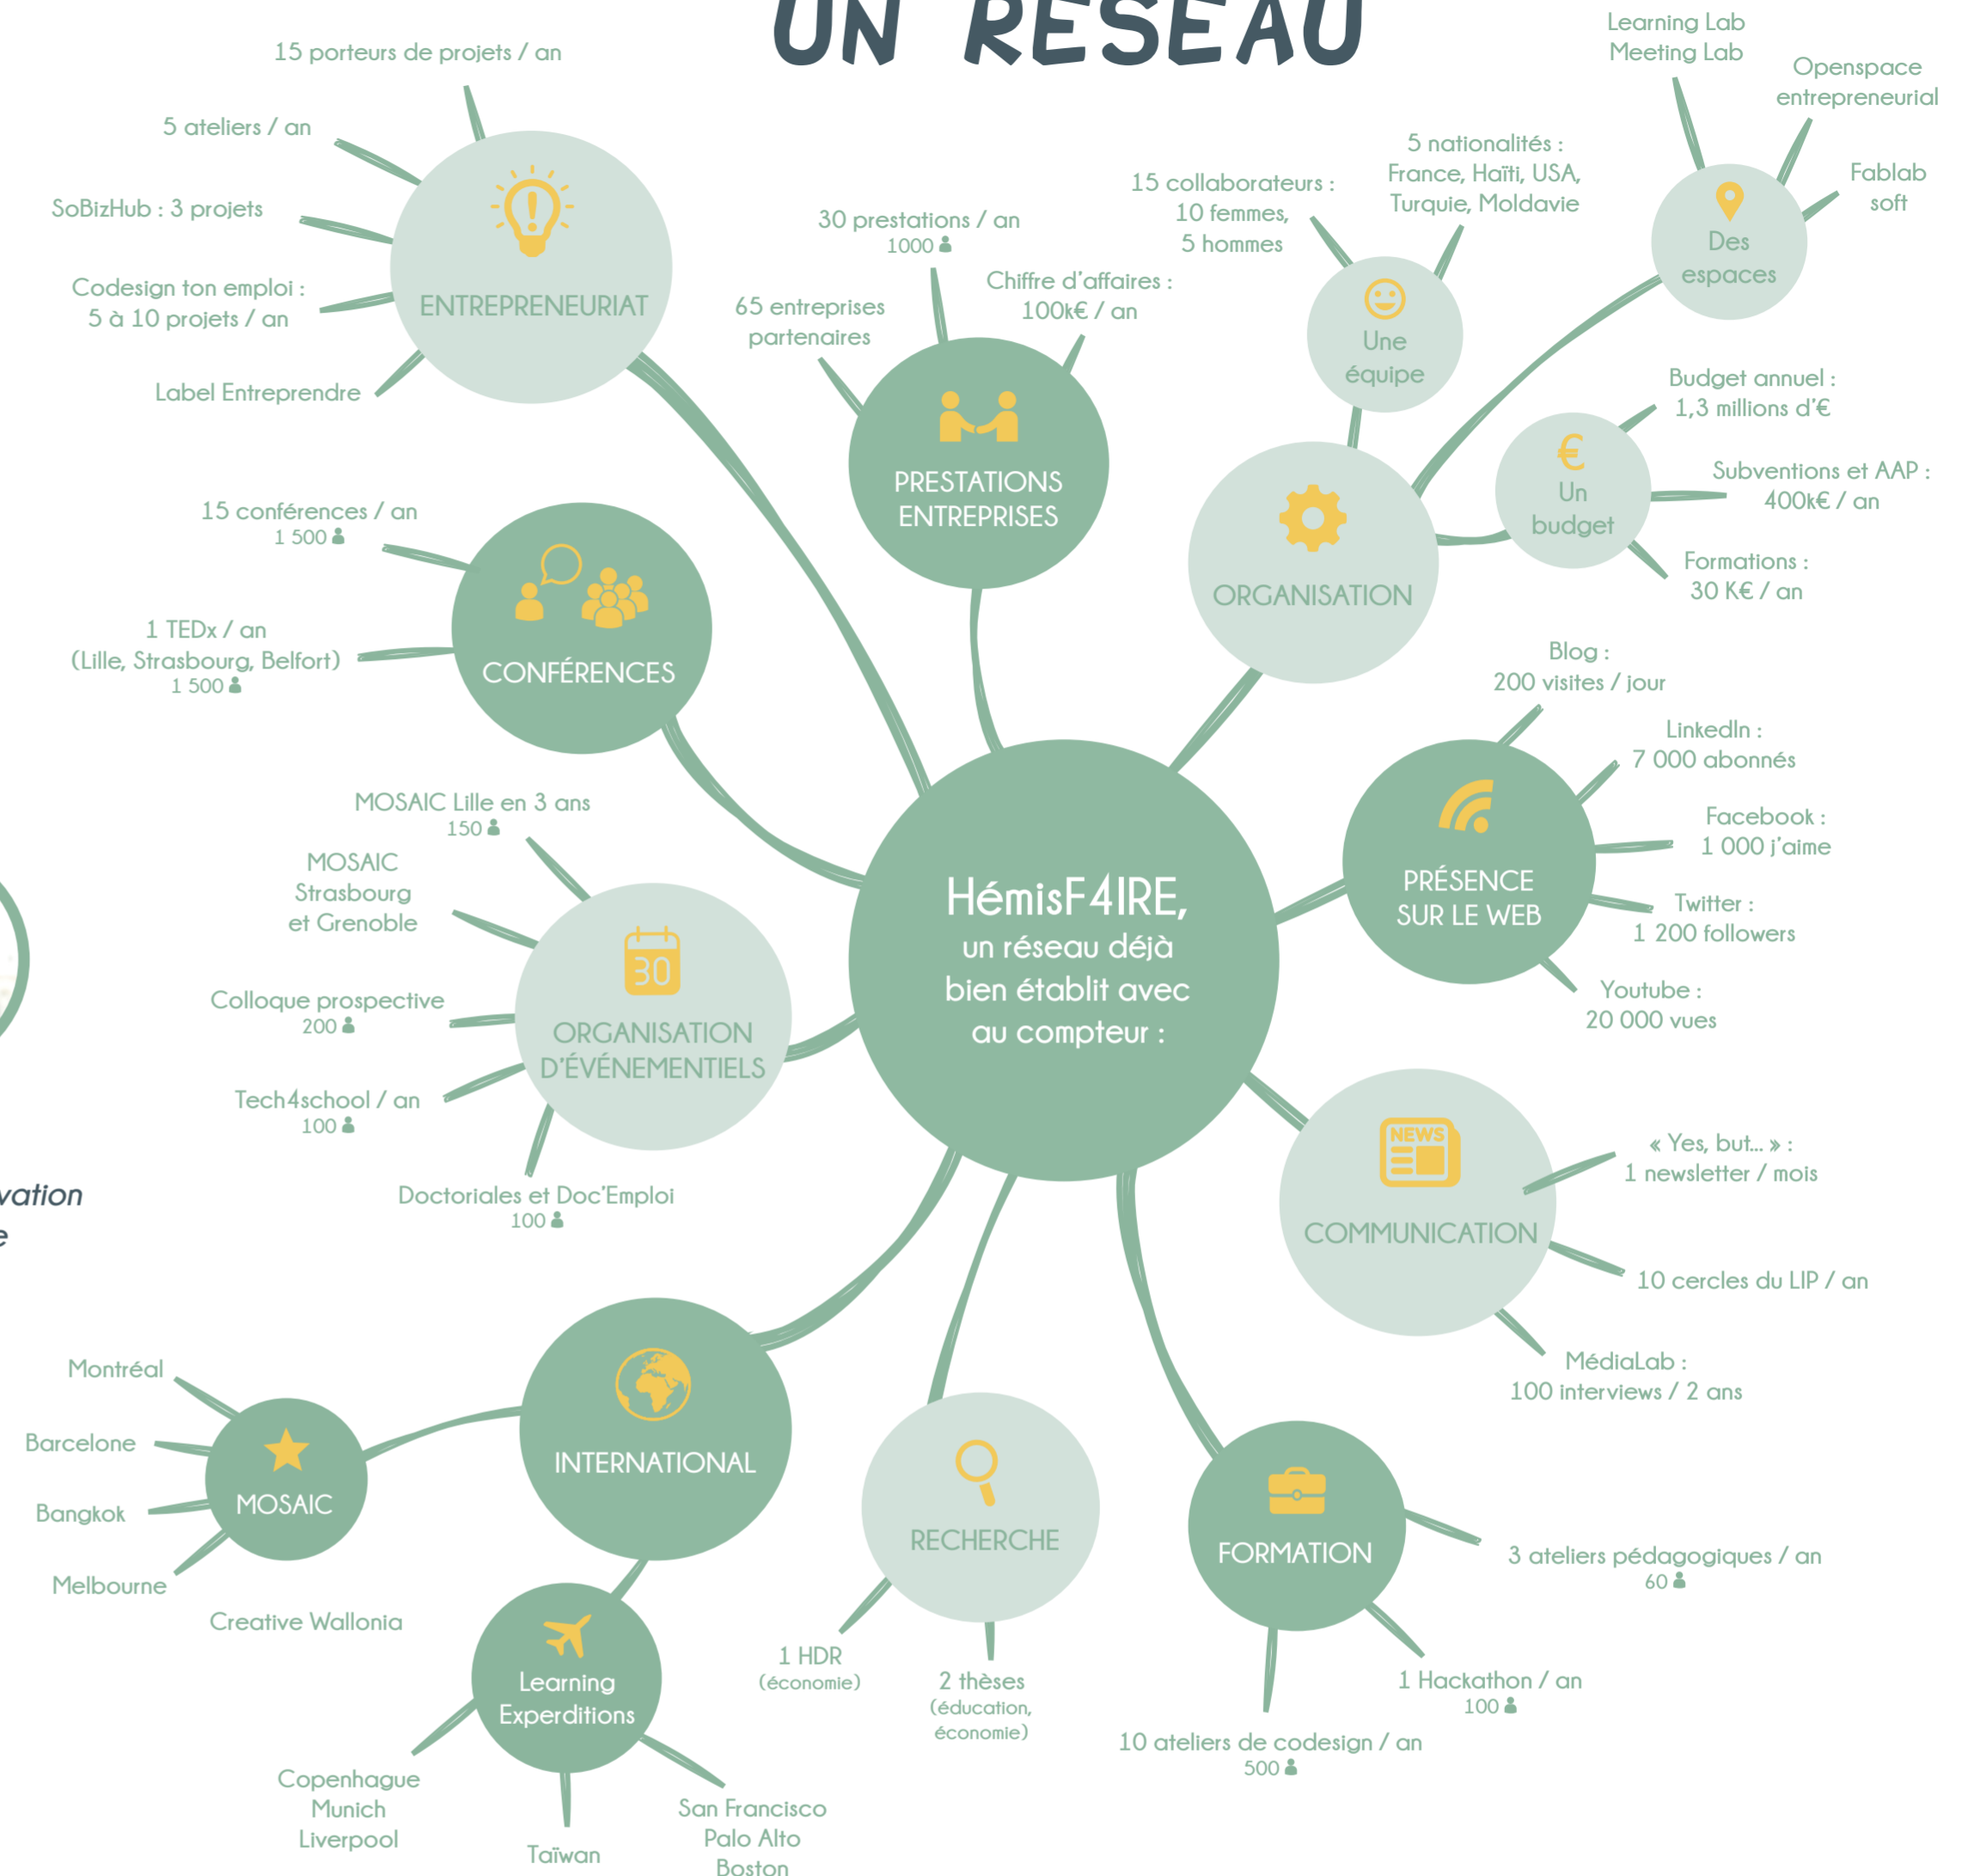 UN RÉSEAU
15 porteurs de projets / an
5 ateliers / an
SoBizHub : 3 projets
Codesign ton emploi :
5 à 10 projets / an
Label Entreprendre
ENTREPRENEURIAT
65 entreprises
partenaires
30 prestations / an
1000
Chiffre d'affaires :
100k€ / an
PRESTATIONS
ENTREPRISES
15 collaborateurs :
10 femmes,
5 hommes
5 nationalités :
France, Haïti, USA,
Turquie, Moldavie
Une
équipe
Learning Lab
Meeting Lab
Openspace
entrepreneurial
Fablab
soft
Des
espaces
Budget annuel :
1,3 millions d'€
Subventions et AAP :
400k€ / an
Formations :
30 K€ / an
€
Un
budget
ORGANISATION
15 conférences / an
1 500
1 TEDx / an
(Lille, Strasbourg, Belfort)
1 500
CONFÉRENCES
Blog :
200 visites / jour
LinkedIn :
7 000 abonnés
Facebook :
1 000 j'aime
Twitter :
1 200 followers
Youtube :
20 000 vues
PRÉSENCE
SUR LE WEB
HémisF4IRE,
un réseau déjà
bien établit avec
au compteur :
MOSAIC Lille en 3 ans
150
MOSAIC
Strasbourg
et Grenoble
Colloque prospective
200
Tech4school / an
100
Doctoriales et Doc'Emploi
100
30
ORGANISATION
D'ÉVÉNEMENTIELS
vation
e
NEWS
COMMUNICATION
« Yes, but... » :
1 newsletter / mois
10 cercles du LIP / an
MédiaLab :
100 interviews / 2 ans
INTERNATIONAL
Montréal
Barcelone
Bangkok
Melbourne
MOSAIC
Creative Wallonia
Learning
Experditions
Copenhague
Munich
Liverpool
Taïwan
San Francisco
Palo Alto
Boston
RECHERCHE
1 HDR
(économie)
2 thèses
(éducation,
économie)
FORMATION
3 ateliers pédagogiques / an
60
1 Hackathon / an
100
10 ateliers de codesign / an
500